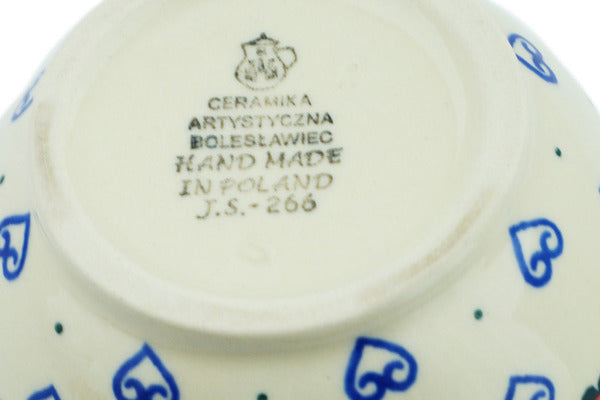 CERAMIKA
ARTYSTYCZNA
BOLESŁAWIEC
HAND MADE
IN POLAND
J.S.-266